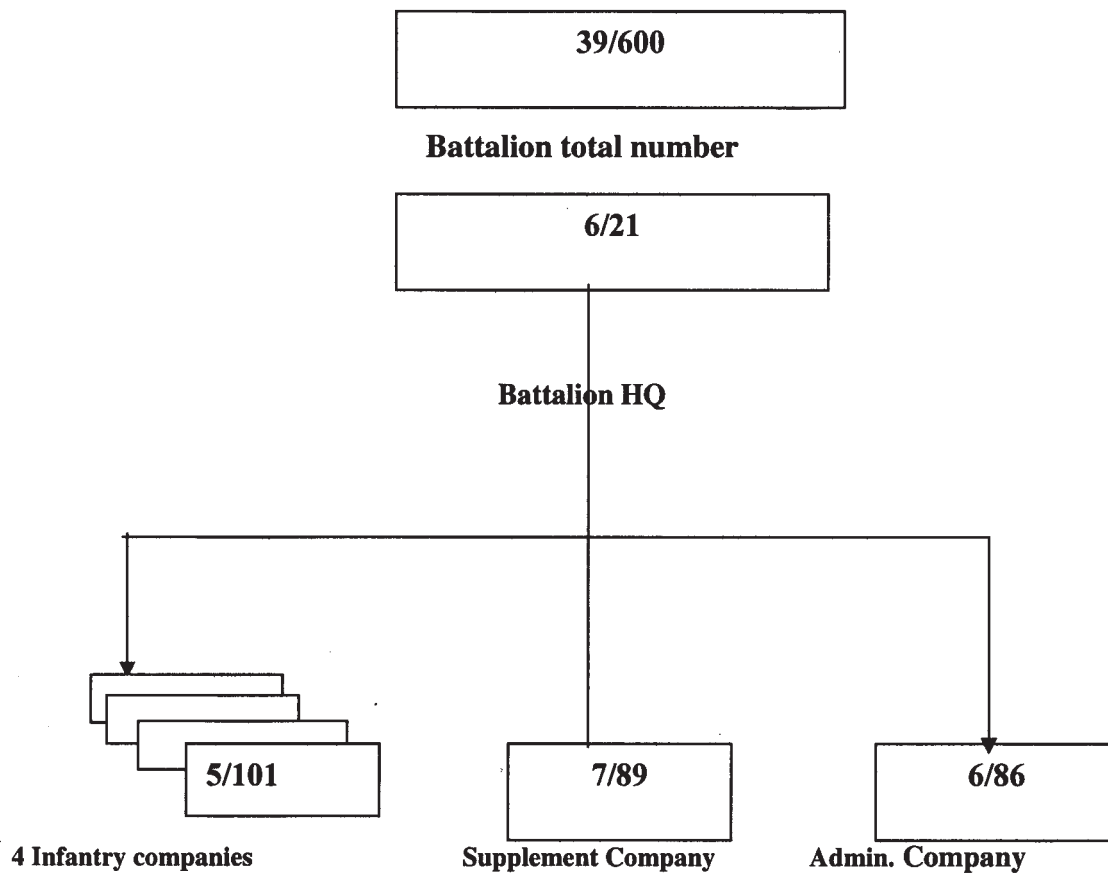 39/600
Battalion total number
6/21
Battalion HQ
5/101
7/89
6/86
4 Infantry companies
Supplement Company
Admin. Company